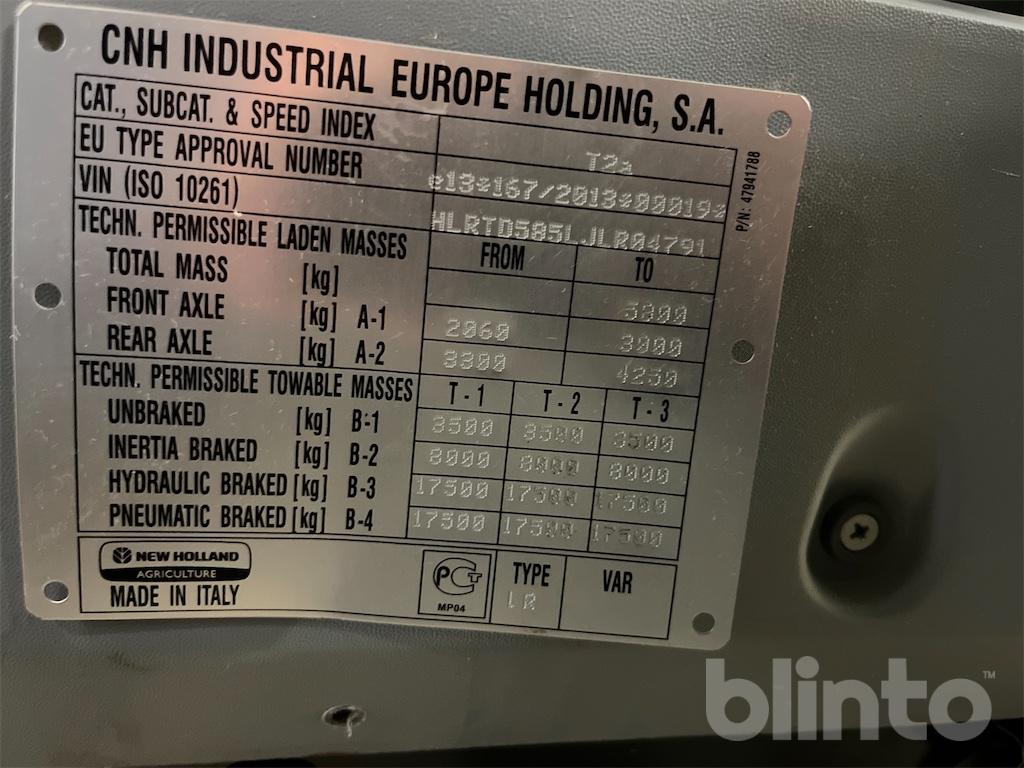 CNH INDUSTRIAL EUROPE HOLDING, S.A.
CAT., SUBCAT. & SPEED INDEX T2a
EU TYPE APPROVAL NUMBER e13*167/2013*00019*
VIN (ISO 10261) HLRTD585LJLR04791
TECHN. PERMISSIBLE LADEN MASSES FROM TO
TOTAL MASS [kg] 5800
FRONT AXLE [kg] A-1 2060 3000
REAR AXLE [kg] A-2 3300 4250
TECHN. PERMISSIBLE TOWABLE MASSES T-1 T-2 T-3
UNBRAKED [kg] B-1 3500 3500 3500
INERTIA BRAKED [kg] B-2 8000 8000 8000
HYDRAULIC BRAKED [kg] B-3 17500 17500 17500
PNEUMATIC BRAKED [kg] B-4 17500 17500 17500
NEW HOLLAND
AGRICULTURE
MADE IN ITALY
РСТ
MP04
TYPE VAR
LR
P/N: 47941788
blinto™